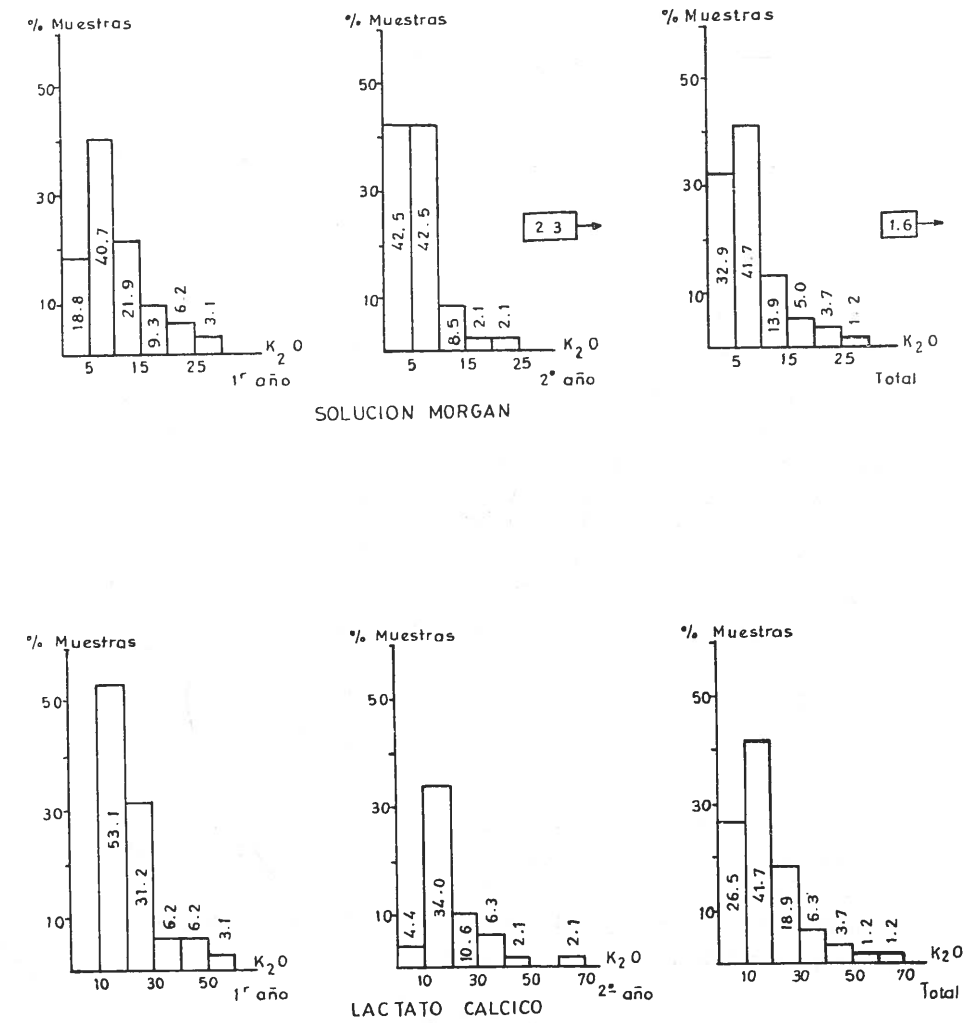 % Muestras
50
30
10
18.8
40.7
21.9
9.3
6.2
3.1
K2O
5 15 25
1r año
% Muestras
50
30
10
42.5
42.5
8.5
2.1
2.1
2 3
K2O
5 15 25
2º año
% Muestras
50
30
10
32.9
41.7
13.9
5.0
3.7
1.2
1.6
K2O
5 15 25
Total
SOLUCION MORGAN
% Muestras
50
30
10
53.1
31.2
6.2
6.2
3.1
K2O
10 30 50
1r año
% Muestras
50
30
10
4.4
34.0
10.6
6.3
2.1
2.1
K2O
10 30 50 70
2º año
% Muestras
50
30
10
26.5
41.7
18.9
6.3
3.7
1.2
1.2
K2O
10 30 50 70
Total
LACTATO CALCICO